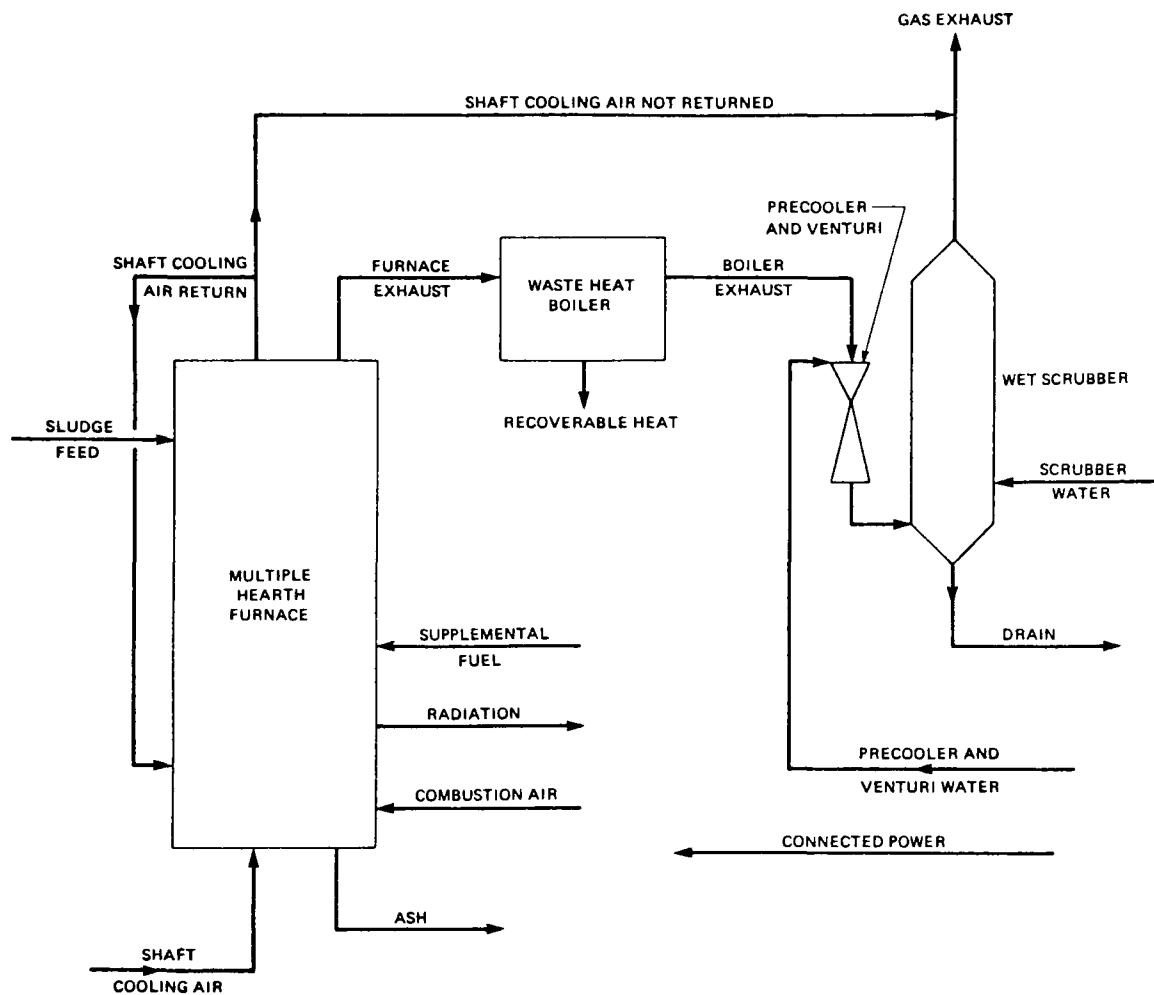 GAS EXHAUST
SHAFT COOLING AIR NOT RETURNED
PRECOOLER
AND VENTURI
SHAFT COOLING
AIR RETURN
FURNACE
EXHAUST
WASTE HEAT
BOILER
BOILER
EXHAUST
WET SCRUBBER
RECOVERABLE HEAT
SLUDGE
FEED
SCRUBBER
WATER
MULTIPLE
HEARTH
FURNACE
SUPPLEMENTAL
FUEL
DRAIN
RADIATION
PRECOOLER AND
VENTURI WATER
COMBUSTION AIR
CONNECTED POWER
ASH
SHAFT
COOLING AIR